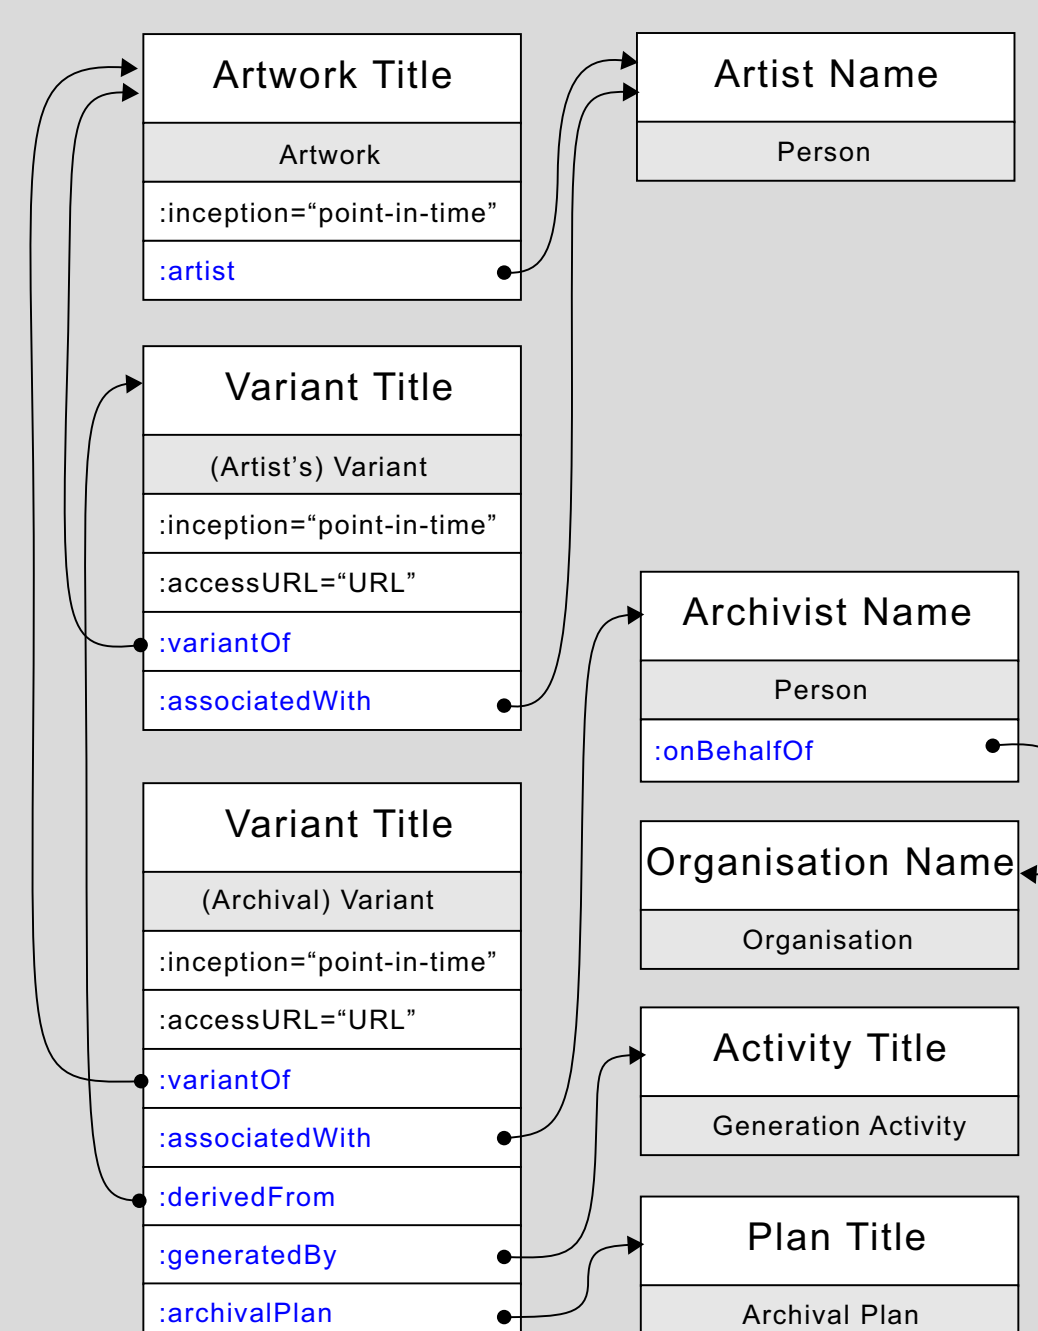 Artwork Title
Artwork
:inception=“point-in-time”
:artist
Artist Name
Person
Variant Title
(Artist’s) Variant
:inception=“point-in-time”
:accessURL=“URL”
:variantOf
:associatedWith
Archivist Name
Person
:onBehalfOf
Variant Title
(Archival) Variant
:inception=“point-in-time”
:accessURL=“URL”
:variantOf
:associatedWith
:derivedFrom
:generatedBy
:archivalPlan
Organisation Name
Organisation
Activity Title
Generation Activity
Plan Title
Archival Plan